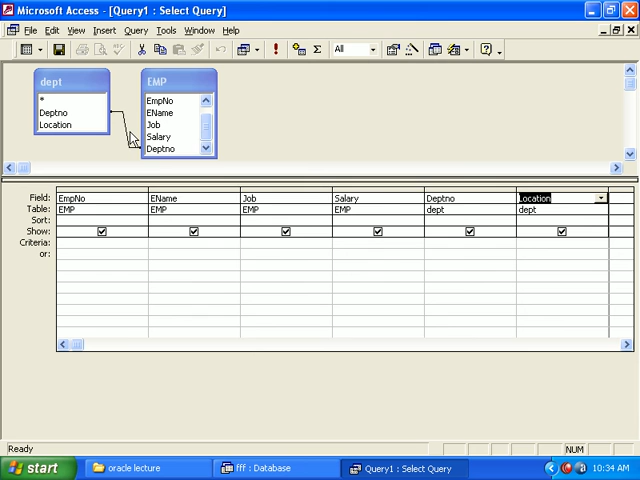 Microsoft Access - [Query1 : Select Query]
File Edit View Insert Query Tools Window Help
All
dept
*
Deptno
Location
EMP
EmpNo
EName
Job
Salary
Deptno
Field: EmpNo EName Job Salary Deptno Location
Table: EMP EMP EMP EMP dept dept
Sort:
Show:
Criteria:
or:
Ready NUM
start oracle lecture fff : Database Query1 : Select Query 10:34 AM